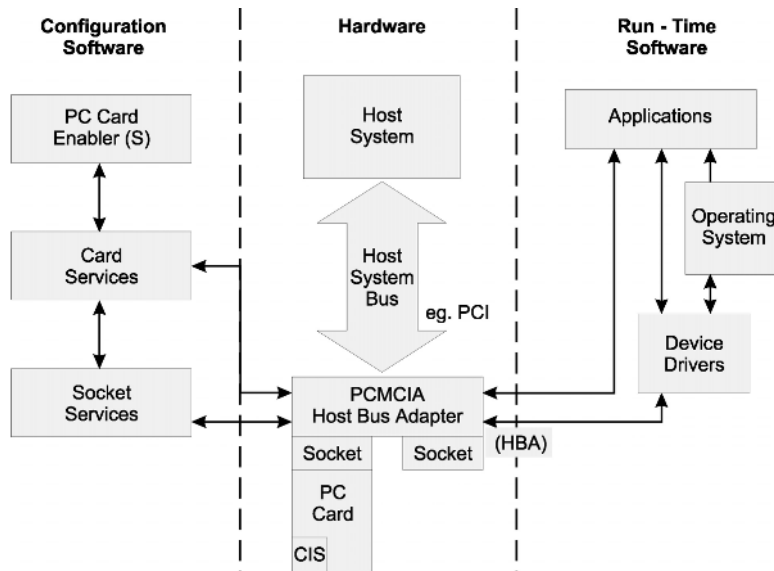 Configuration
Software
Hardware
Run - Time
Software
PC Card
Enabler (S)
Host
System
Applications
Card
Services
Host
System
Bus
eg. PCI
Operating
System
Device
Drivers
Socket
Services
PCMCIA
Host Bus Adapter
(HBA)
Socket
Socket
PC
Card
CIS